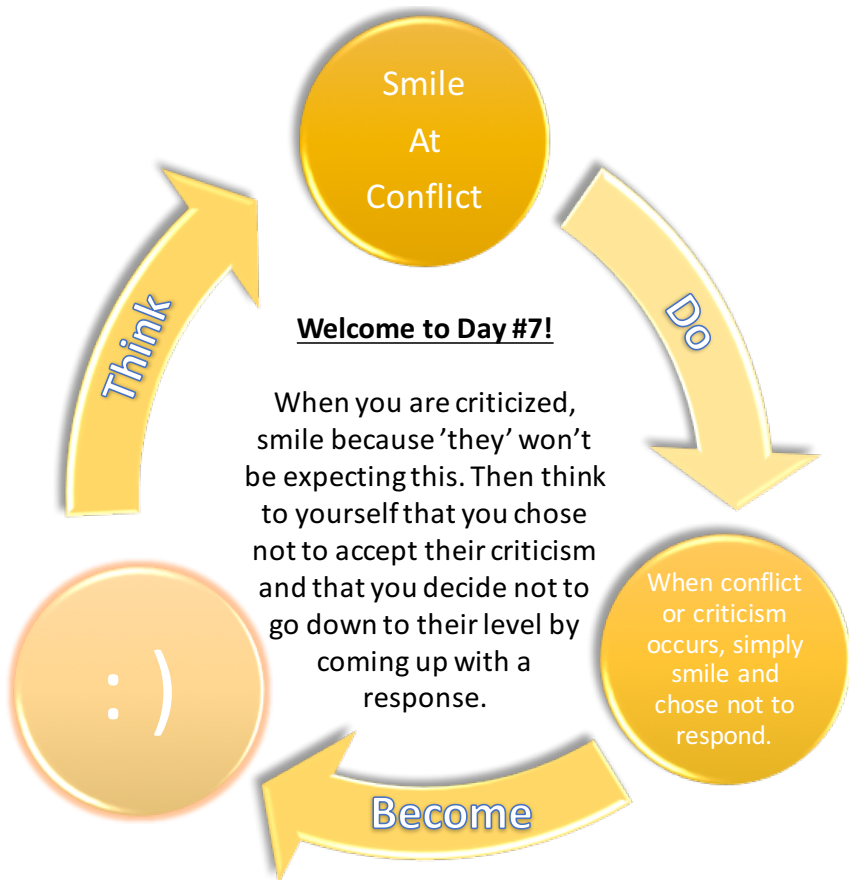 Smile
At
Conflict
Do
Think
Welcome to Day #7!
When you are criticized,
smile because ’they’ won’t
be expecting this. Then think
to yourself that you chose
not to accept their criticism
and that you decide not to
go down to their level by
coming up with a
response.
When conflict
or criticism
occurs, simply
smile and
chose not to
respond.
Become
: )